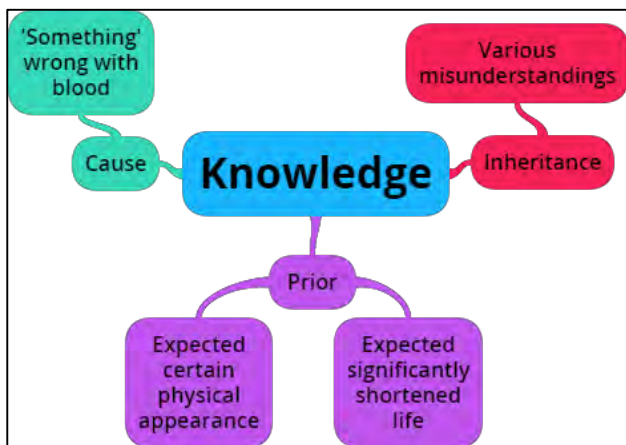 'Something'
wrong with
blood
Various
misunderstandings
Cause
Knowledge
Inheritance
Prior
Expected
certain
physical
appearance
Expected
significantly
shortened
life